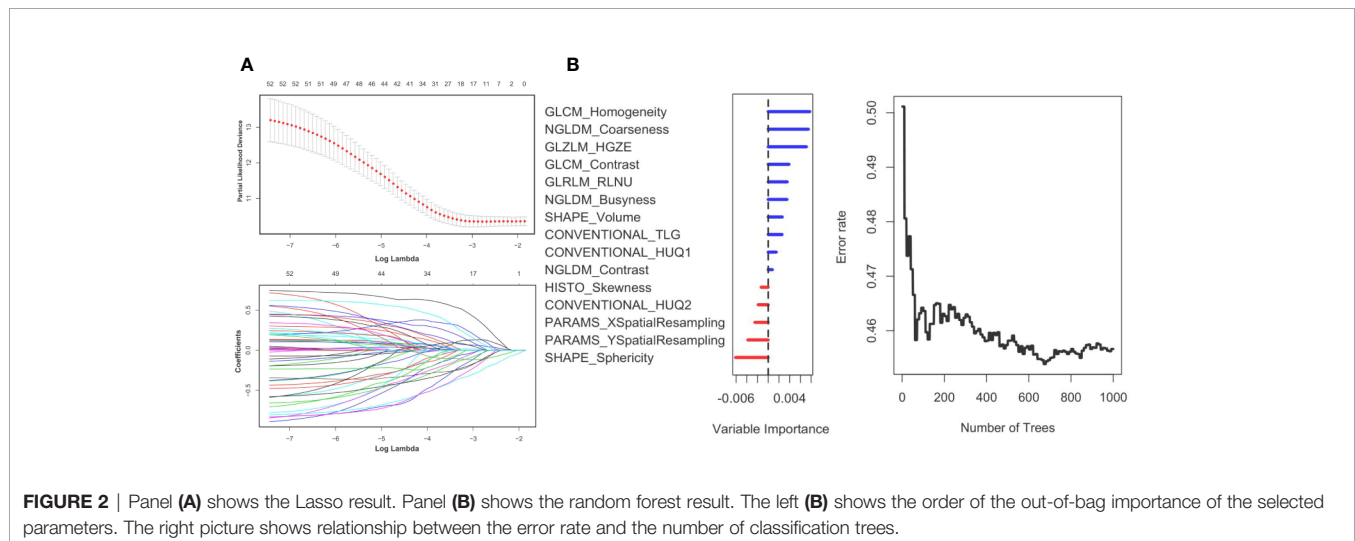 A
B
52 52 52 51 51 49 47 48 46 44 42 41 34 31 27 18 17 11 7 2 0
Partial Likelihood Deviance
13
12
11
−7 −6 −5 −4 −3 −2
Log Lambda
52 49 44 34 17 1
Coefficients
0.5
0.0
−0.5
−7 −6 −5 −4 −3 −2
Log Lambda
GLCM_Homogeneity
NGLDM_Coarseness
GLZLM_HGZE
GLCM_Contrast
GLRLM_RLNU
NGLDM_Busyness
SHAPE_Volume
CONVENTIONAL_TLG
CONVENTIONAL_HUQ1
NGLDM_Contrast
HISTO_Skewness
CONVENTIONAL_HUQ2
PARAMS_XSpatialResampling
PARAMS_YSpatialResampling
SHAPE_Sphericity
-0.006 0.004
Variable Importance
Error rate
0.50
0.49
0.48
0.47
0.46
0 200 400 600 800 1000
Number of Trees
FIGURE 2 | Panel (A) shows the Lasso result. Panel (B) shows the random forest result. The left (B) shows the order of the out-of-bag importance of the selected
parameters. The right picture shows relationship between the error rate and the number of classification trees.